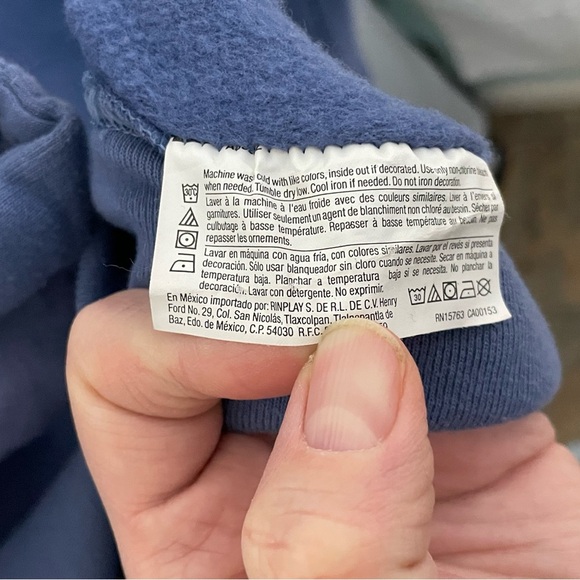 Machine was cold with like colors, inside out if decorated. Use only non-chlorine
when needed. Tumble dry low. Cool iron if needed. Do not iron decoration.
Laver à la machine à l'eau froide avec des couleurs similaires. Laver à l'envers, si
garnitures. Utiliser seulement un agent de blanchiment non chloré au besoin. Sécher par
culbutage à basse température. Repasser à basse température au besoin. Ne pas
repasser les ornements.
Lavar en máquina con agua fría, con colores similares. Lavar por el revés si presenta
decoración. Sólo usar blanqueador sin cloro cuando se necesite. Secar en máquina a
temperatura baja. Planchar a temperatura baja si se necesita. No planchar la
decoración. Lavar con detergente. No exprimir.
30
En México importado por: RINPLAY S. DE R.L. DE C.V. Henry
Ford No. 29, Col. San Nicolás, Tlaxcolpan, Tlalnepantla de
Baz, Edo. de México, C.P. 54030 R.F.C.
RN15763 CA00153